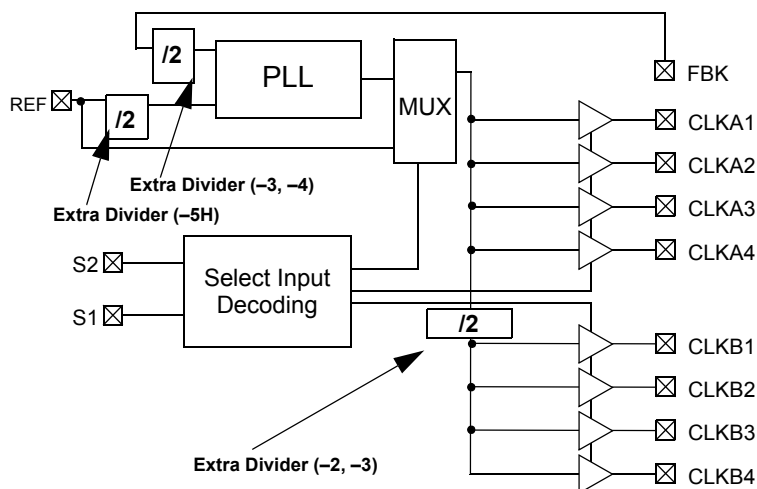 /2
PLL
FBK
REF
/2
MUX
CLKA1
CLKA2
Extra Divider (–3, –4)
CLKA3
Extra Divider (–5H)
CLKA4
S2
Select Input
Decoding
S1
/2
CLKB1
CLKB2
CLKB3
Extra Divider (–2, –3)
CLKB4